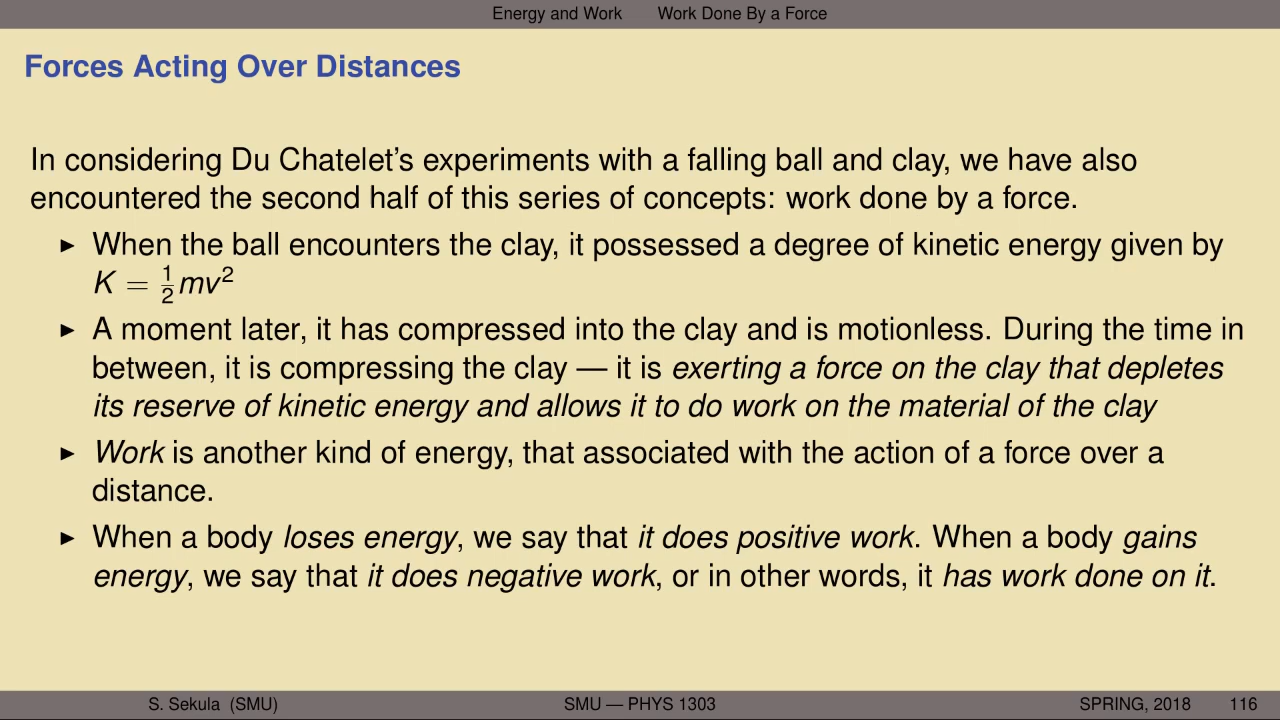 Energy and Work Work Done By a Force
Forces Acting Over Distances
In considering Du Chatelet's experiments with a falling ball and clay, we have also
encountered the second half of this series of concepts: work done by a force.
▶ When the ball encounters the clay, it possessed a degree of kinetic energy given by
K = ½mv²
▶ A moment later, it has compressed into the clay and is motionless. During the time in
between, it is compressing the clay — it is exerting a force on the clay that depletes
its reserve of kinetic energy and allows it to do work on the material of the clay
▶ Work is another kind of energy, that associated with the action of a force over a
distance.
▶ When a body loses energy, we say that it does positive work. When a body gains
energy, we say that it does negative work, or in other words, it has work done on it.
S. Sekula (SMU) SMU — PHYS 1303 SPRING, 2018 116